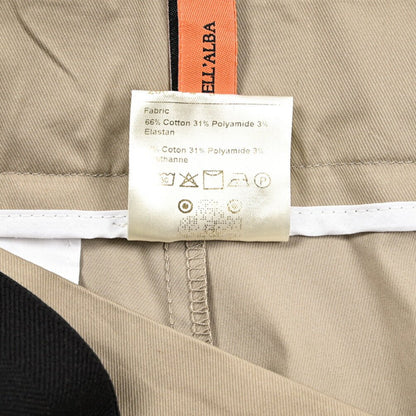 ELL'ALBA
Fabric
66% Cotton 31% Polyamide 3%
Elastan
% Coton 31% Polyamide 3%
thanne
P